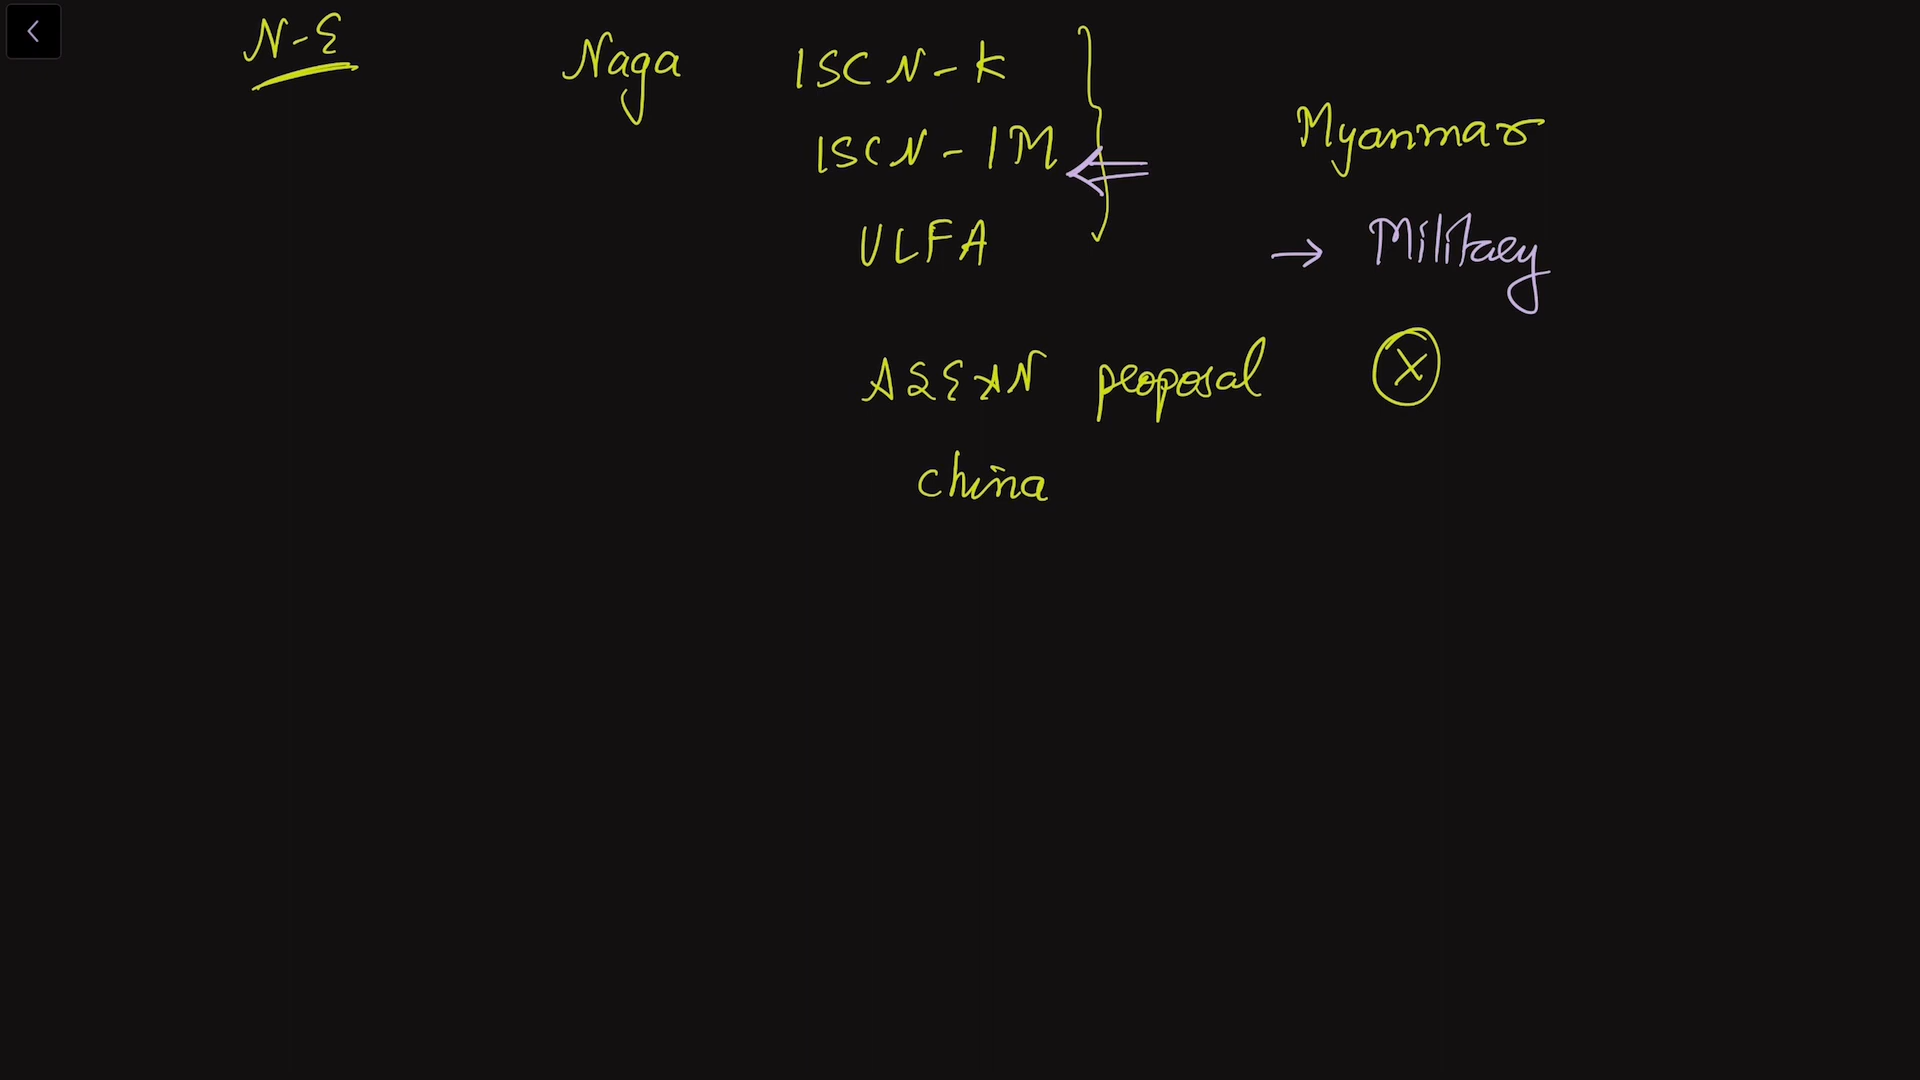 N-E Naga ISCN-K
ISCN-IM Myanmar
ULFA → Military
ASEAN proposal X
china